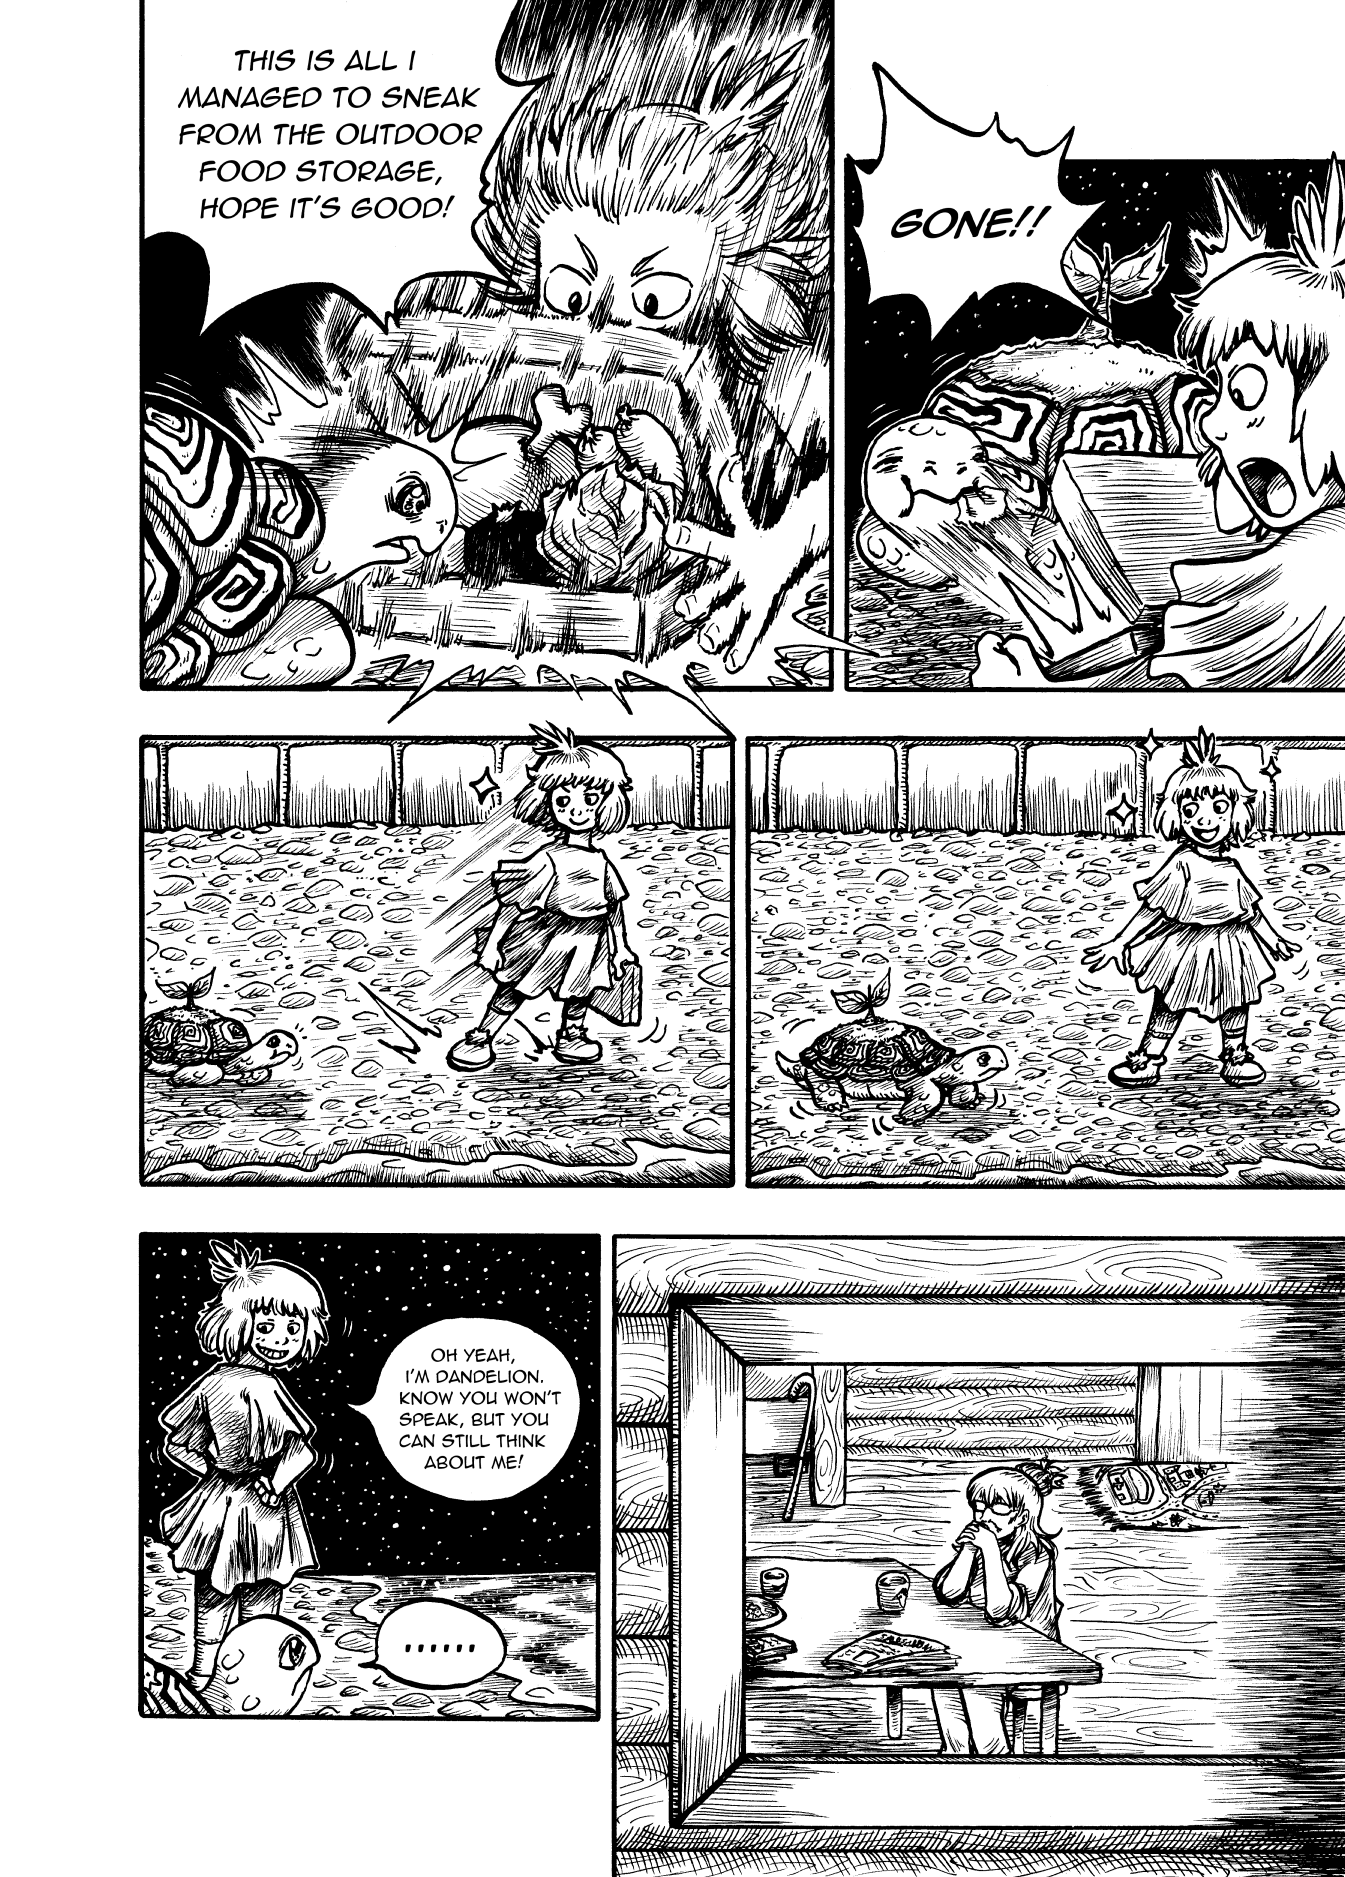 THIS IS ALL I
MANAGED TO SNEAK
FROM THE OUTDOOR
FOOD STORAGE,
HOPE IT'S GOOD!
GONE!!
OH YEAH,
I'M DANDELION.
KNOW YOU WON'T
SPEAK, BUT YOU
CAN STILL THINK
ABOUT ME!
......